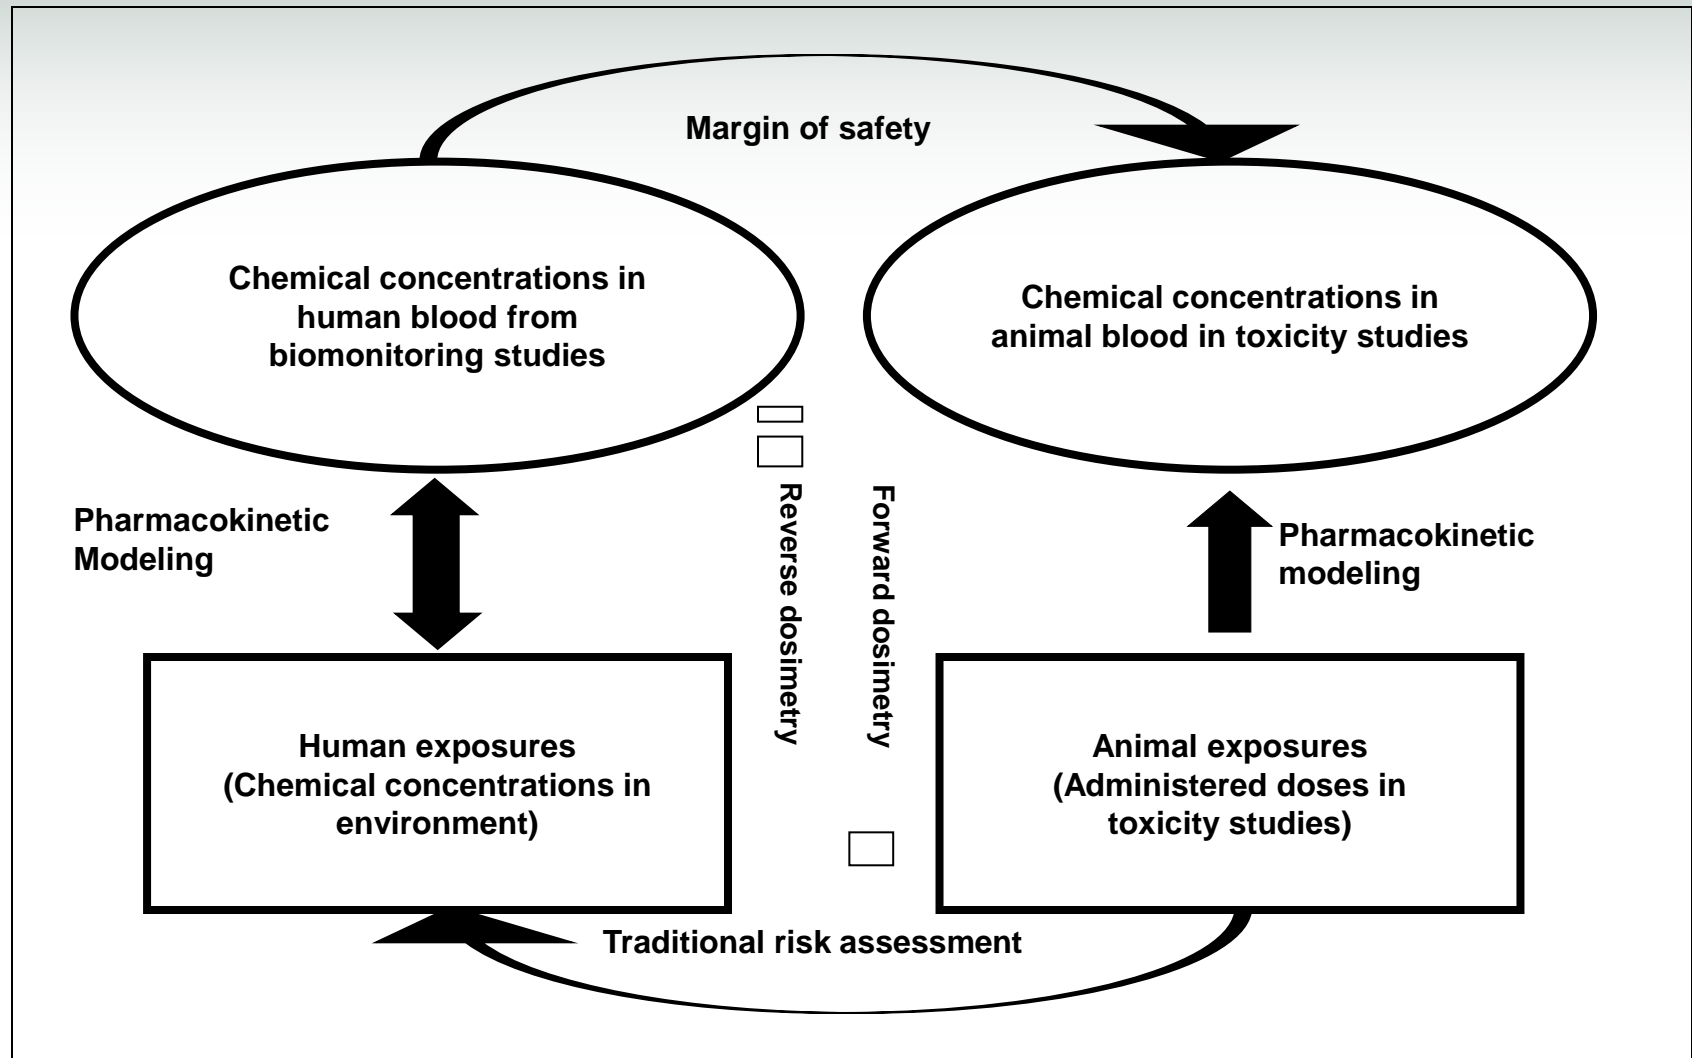 Margin of safety
Chemical concentrations in
human blood from
biomonitoring studies
Chemical concentrations in
animal blood in toxicity studies
Pharmacokinetic
Modeling
Reverse dosimetry
Forward dosimetry
Pharmacokinetic
modeling
Human exposures
(Chemical concentrations in
environment)
Animal exposures
(Administered doses in
toxicity studies)
Traditional risk assessment